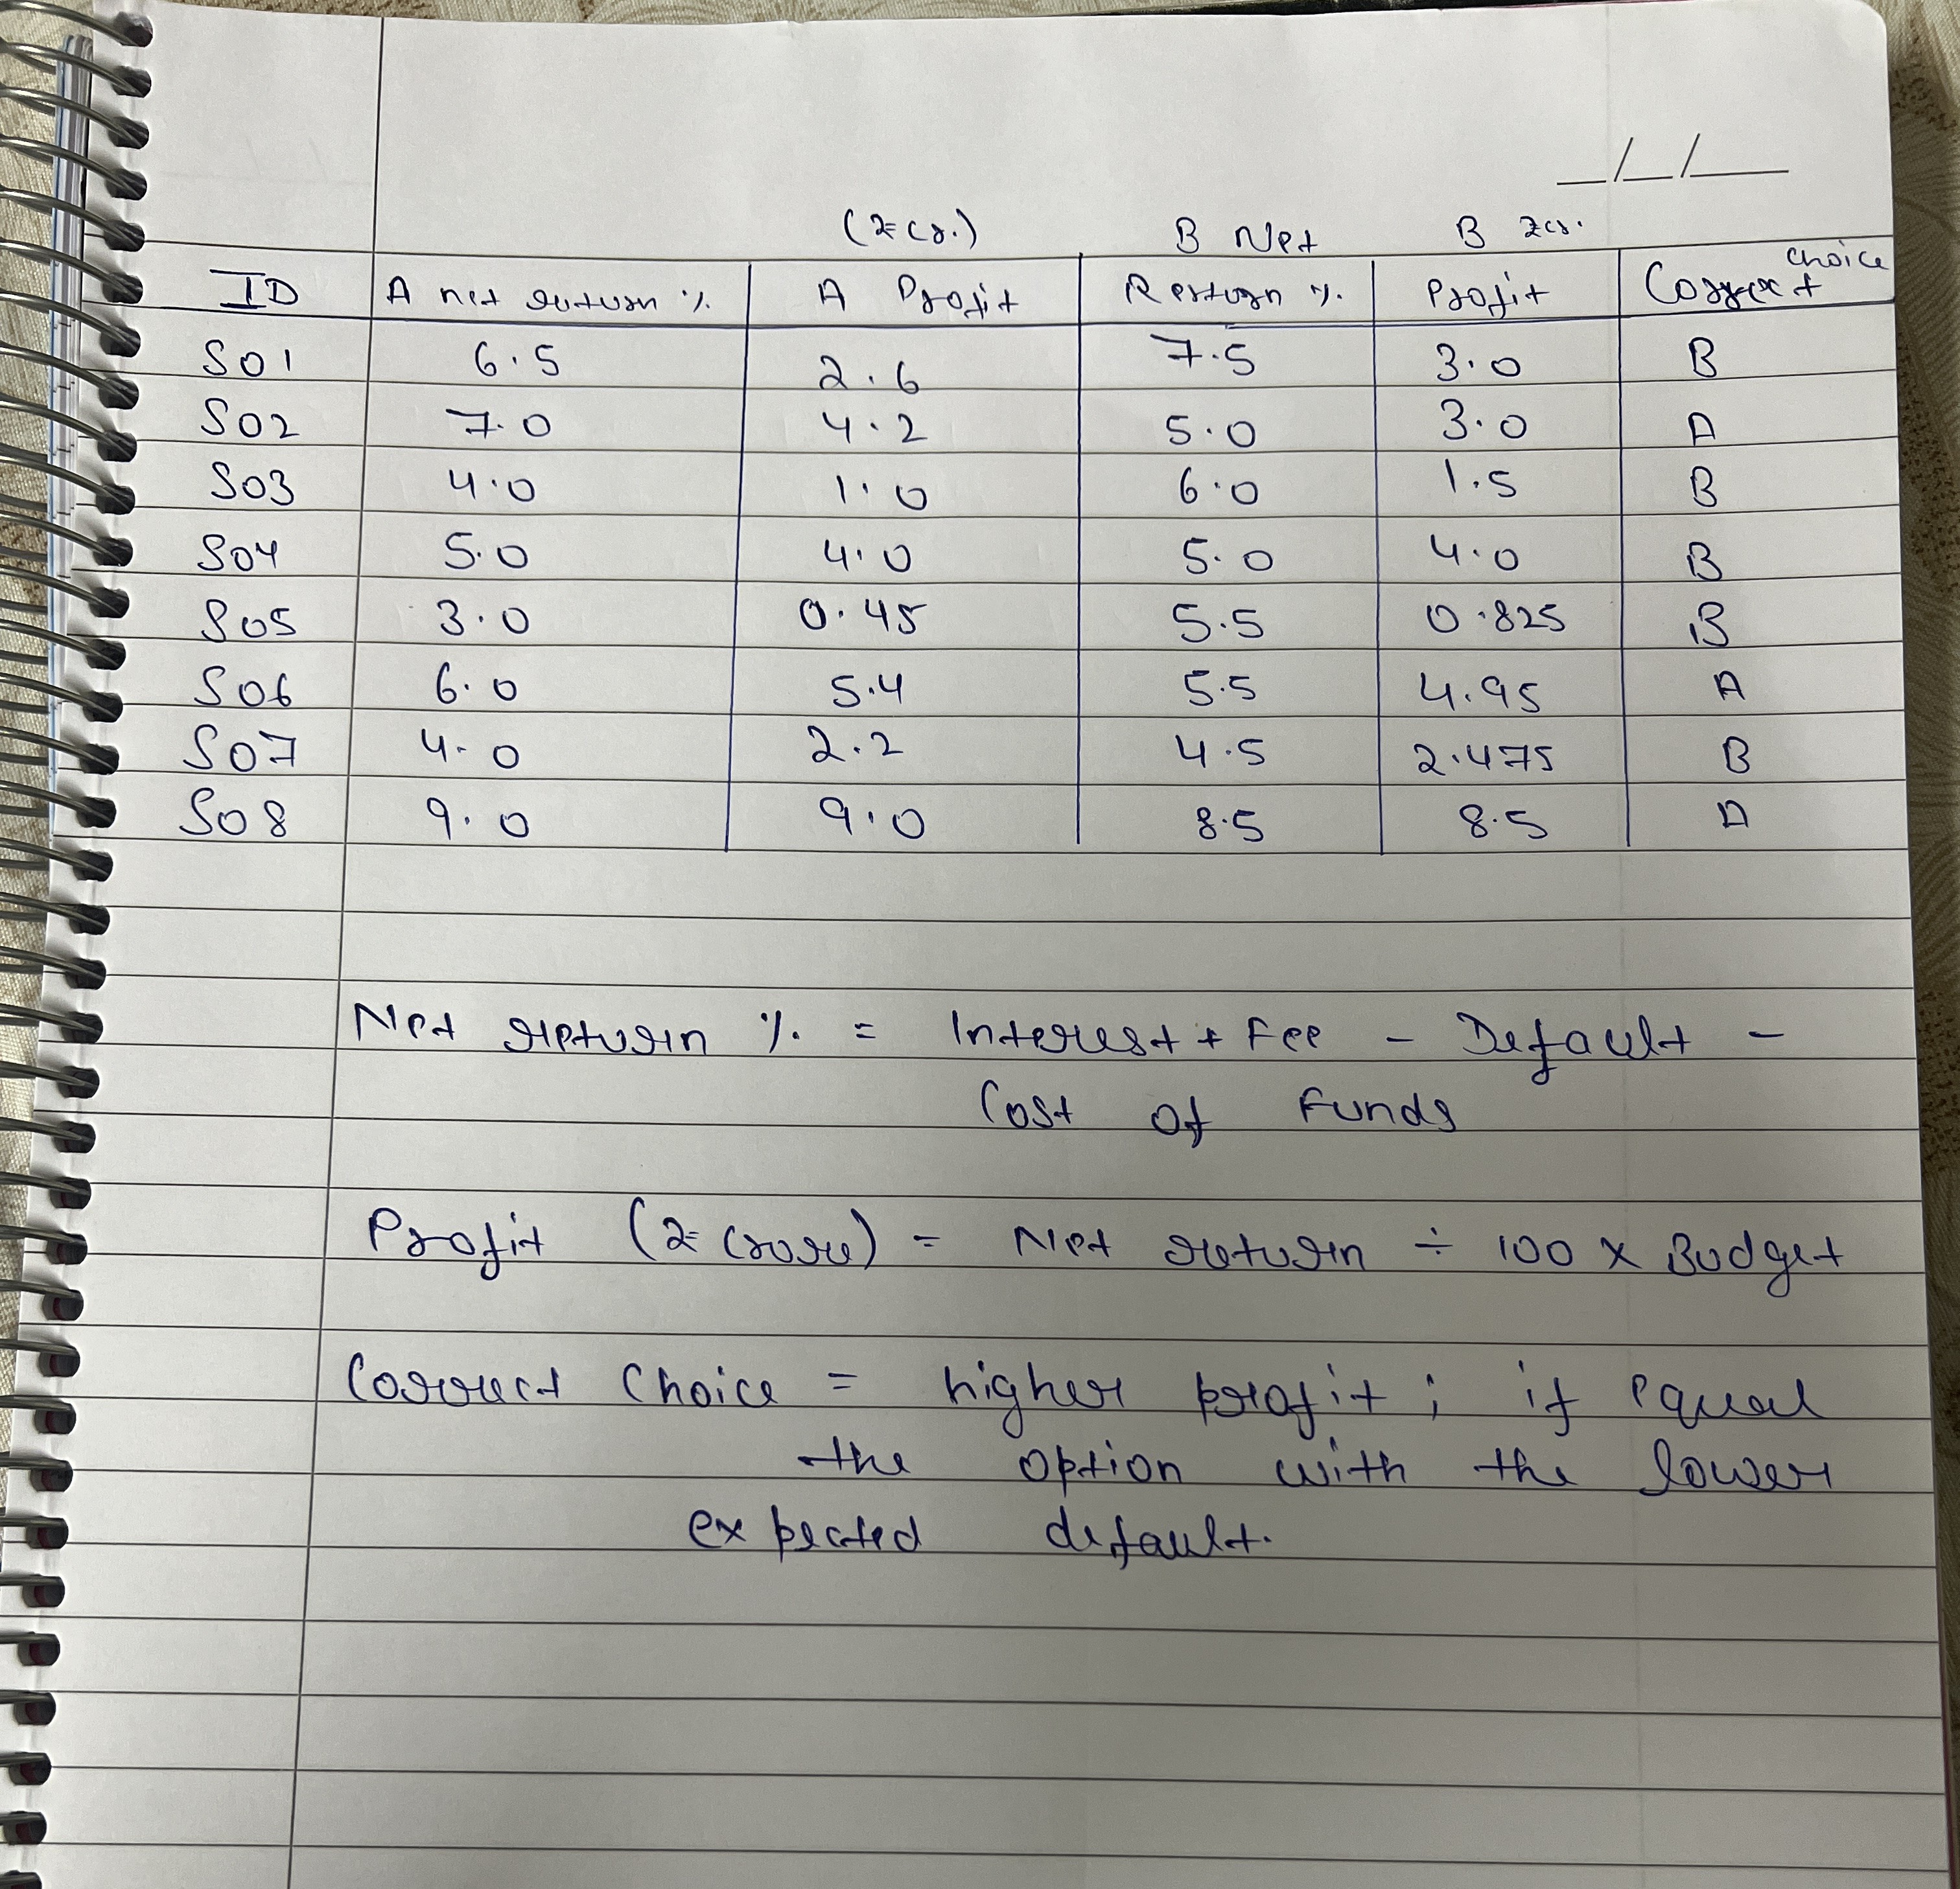 (₹ Cr.) B Net B ₹Cr.
ID A net return % A Profit Return % Profit Correct choice
S01 6.5 2.6 7.5 3.0 B
S02 7.0 4.2 5.0 3.0 A
S03 4.0 1.0 6.0 1.5 B
S04 5.0 4.0 5.0 4.0 B
S05 3.0 0.45 5.5 0.825 B
S06 6.0 5.4 5.5 4.95 A
S07 4.0 2.2 4.5 2.475 B
S08 9.0 9.0 8.5 8.5 A
Net return % = Interest + Fee - Default -
Cost of Funds
Profit (₹ Crore) = Net return ÷ 100 x Budget
Correct Choice = higher profit; if equal
the option with the lower
expected default.